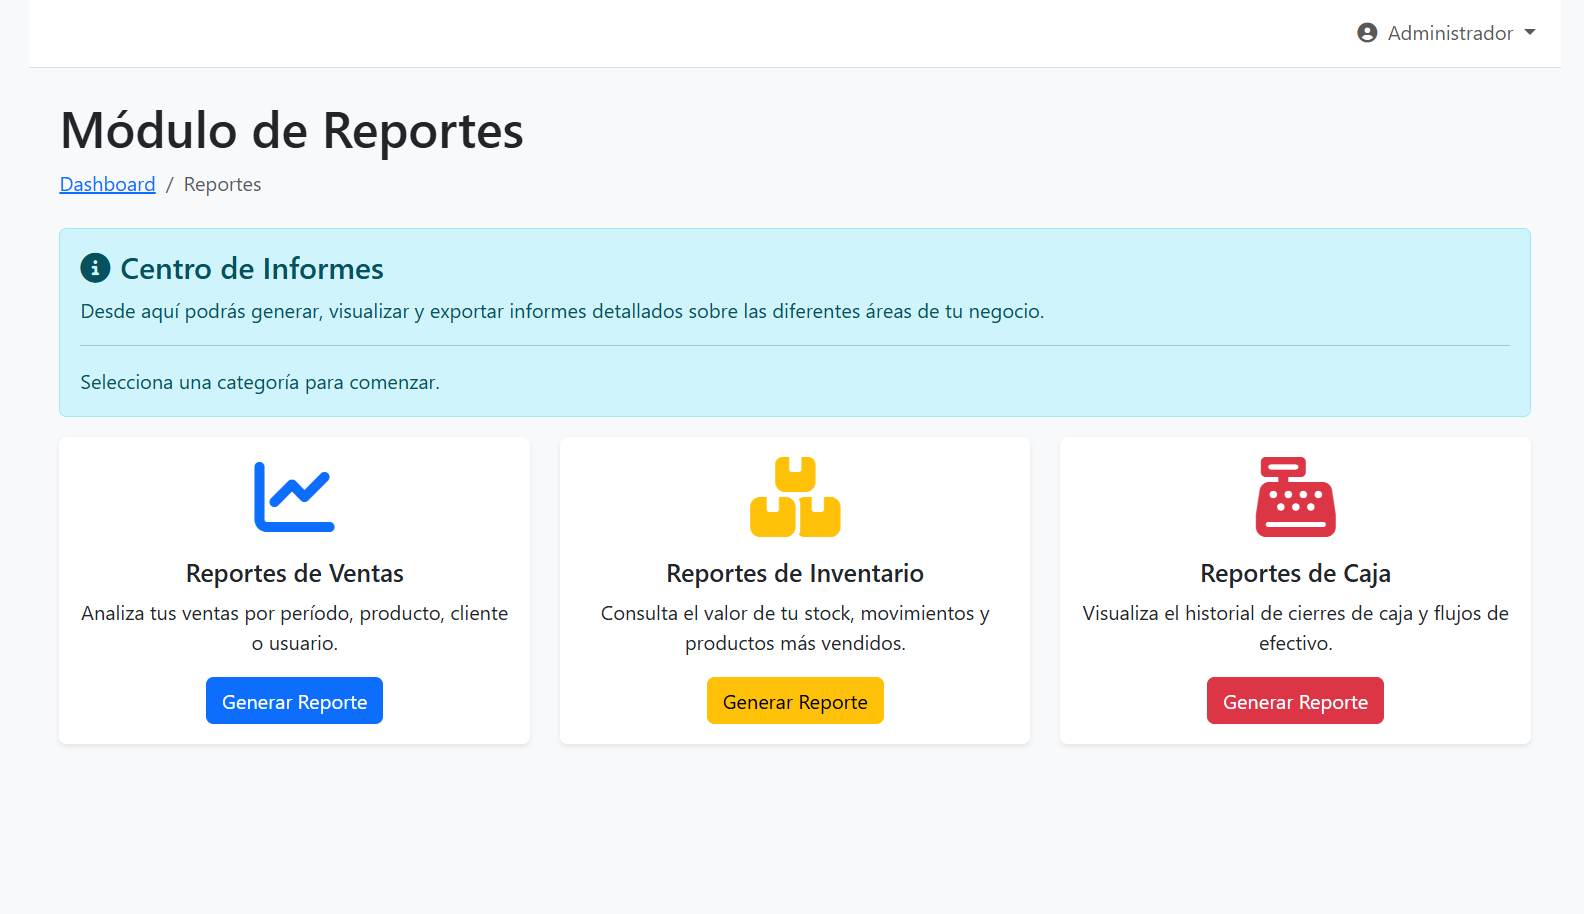 Administrador
Módulo de Reportes
Dashboard / Reportes
Centro de Informes
Desde aquí podrás generar, visualizar y exportar informes detallados sobre las diferentes áreas de tu negocio.
Selecciona una categoría para comenzar.
Reportes de Ventas
Analiza tus ventas por período, producto, cliente
o usuario.
Generar Reporte
Reportes de Inventario
Consulta el valor de tu stock, movimientos y
productos más vendidos.
Generar Reporte
Reportes de Caja
Visualiza el historial de cierres de caja y flujos de
efectivo.
Generar Reporte